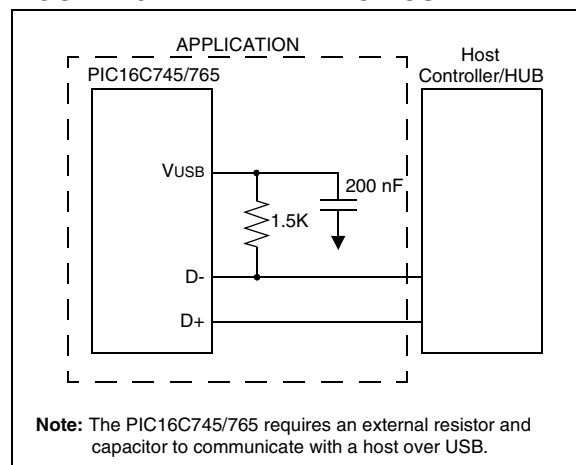 APPLICATION
PIC16C745/765
Host
Controller/HUB
VUSB
200 nF
1.5K
D-
D+
Note: The PIC16C745/765 requires an external resistor and
capacitor to communicate with a host over USB.